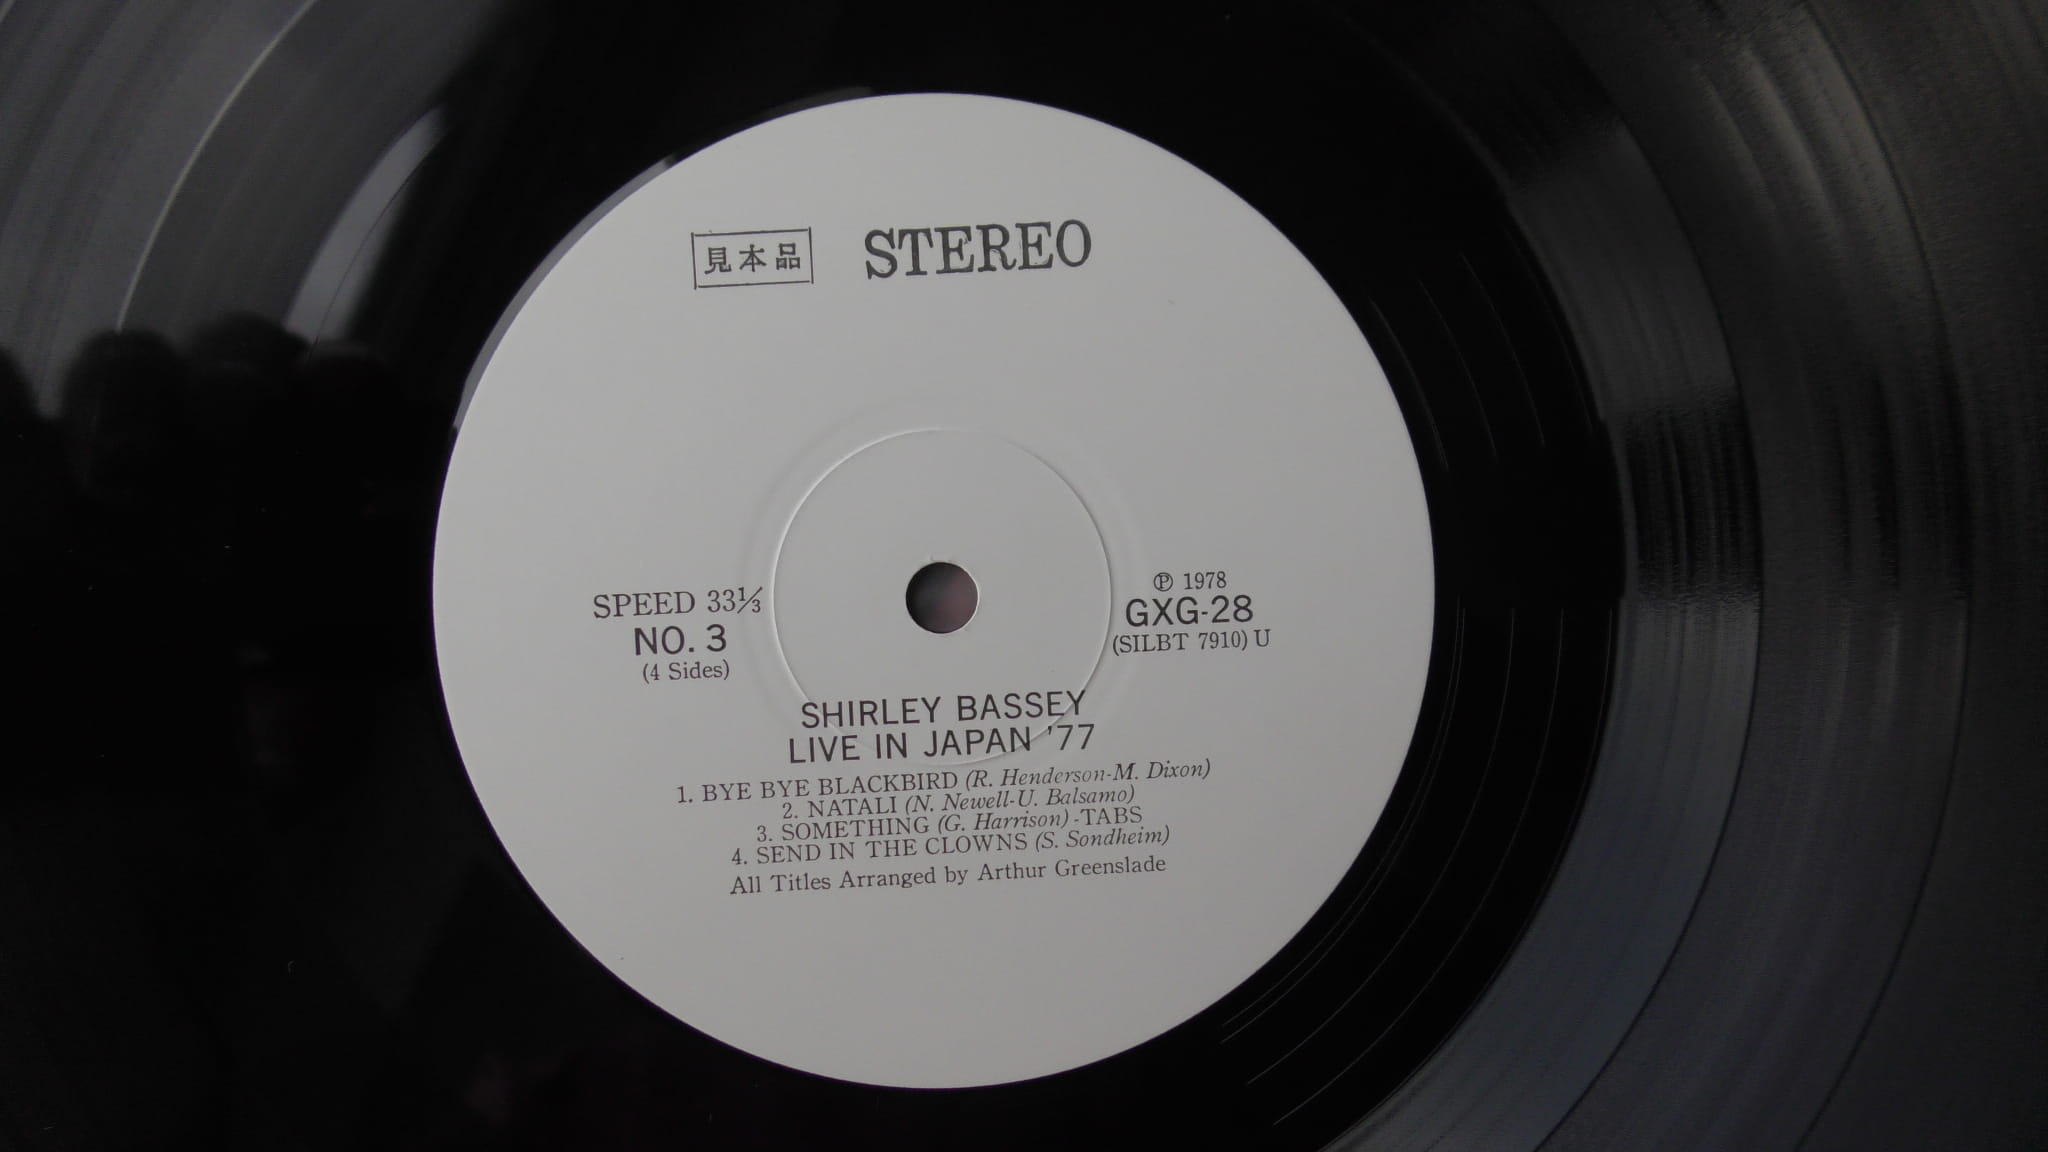 見本品 STEREO
SPEED 33⅓
NO. 3
(4 Sides)
℗ 1978
GXG-28
(SILBT 7910) U
SHIRLEY BASSEY
LIVE IN JAPAN '77
1. BYE BYE BLACKBIRD (R. Henderson-M. Dixon)
2. NATALI (N. Newell-U. Balsamo)
3. SOMETHING (G. Harrison) -TABS
4. SEND IN THE CLOWNS (S. Sondheim)
All Titles Arranged by Arthur Greenslade